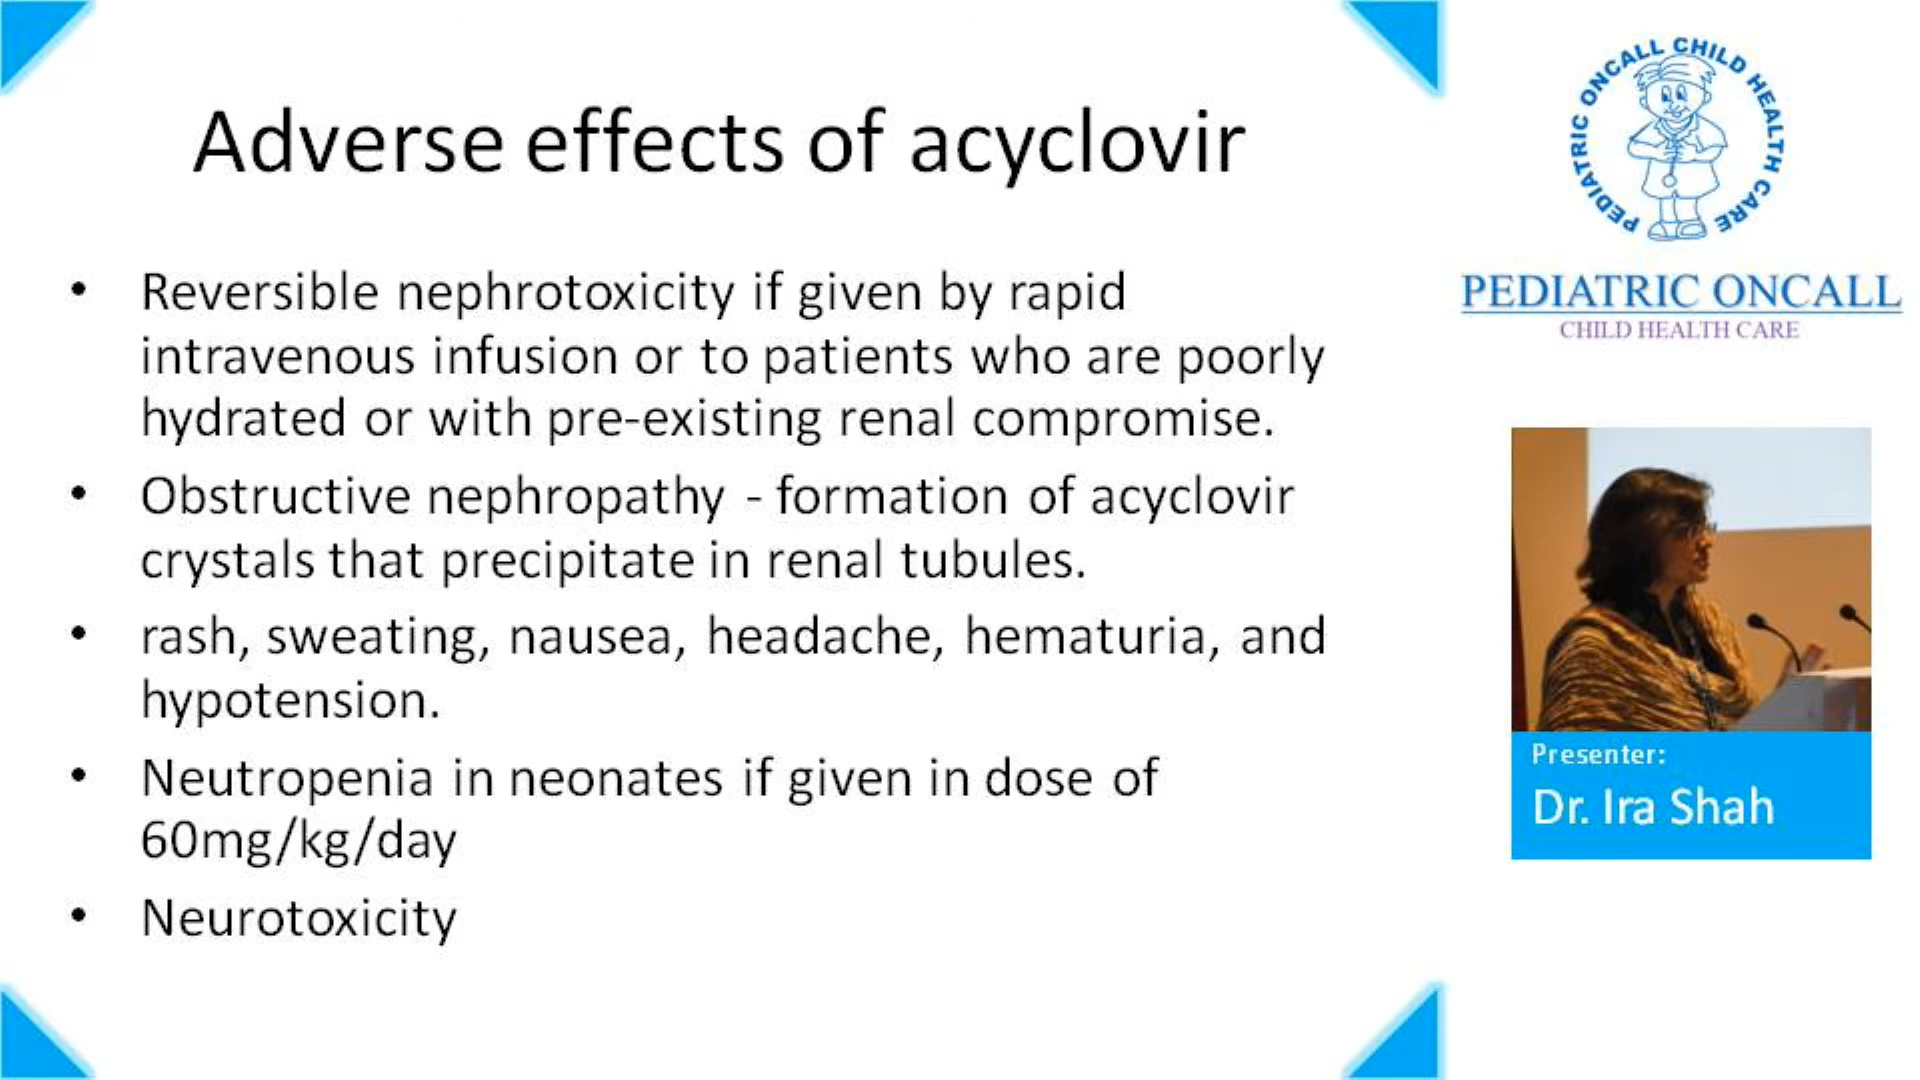 Adverse effects of acyclovir
• Reversible nephrotoxicity if given by rapid
intravenous infusion or to patients who are poorly
hydrated or with pre-existing renal compromise.
• Obstructive nephropathy - formation of acyclovir
crystals that precipitate in renal tubules.
• rash, sweating, nausea, headache, hematuria, and
hypotension.
• Neutropenia in neonates if given in dose of
60mg/kg/day
• Neurotoxicity
PEDIATRIC ONCALL CHILD HEALTH CARE
PEDIATRIC ONCALL
CHILD HEALTH CARE
Presenter:
Dr. Ira Shah